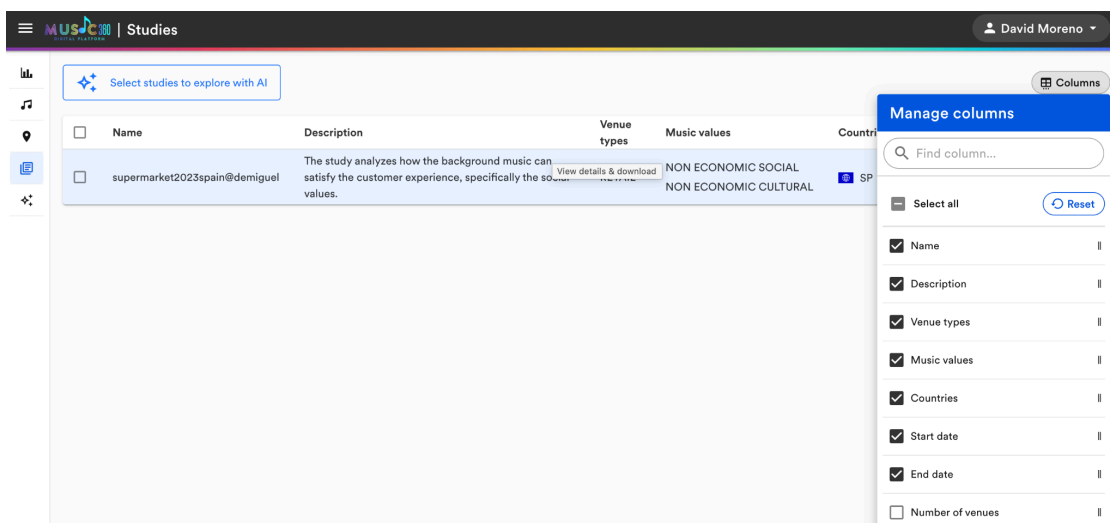 MUSIC360 | Studies
DIGITAL PLATFORM
David Moreno
Select studies to explore with AI
Columns
Manage columns
Find column...
Select all
Reset
Name
Description
Venue types
Music values
Countries
Start date
End date
Number of venues
Name
Description
Venue
types
Music values
Countri
supermarket2023spain@demiguel
The study analyzes how the background music can
satisfy the customer experience, specifically the social
values.
View details & download
NON ECONOMIC SOCIAL
NON ECONOMIC CULTURAL
SP